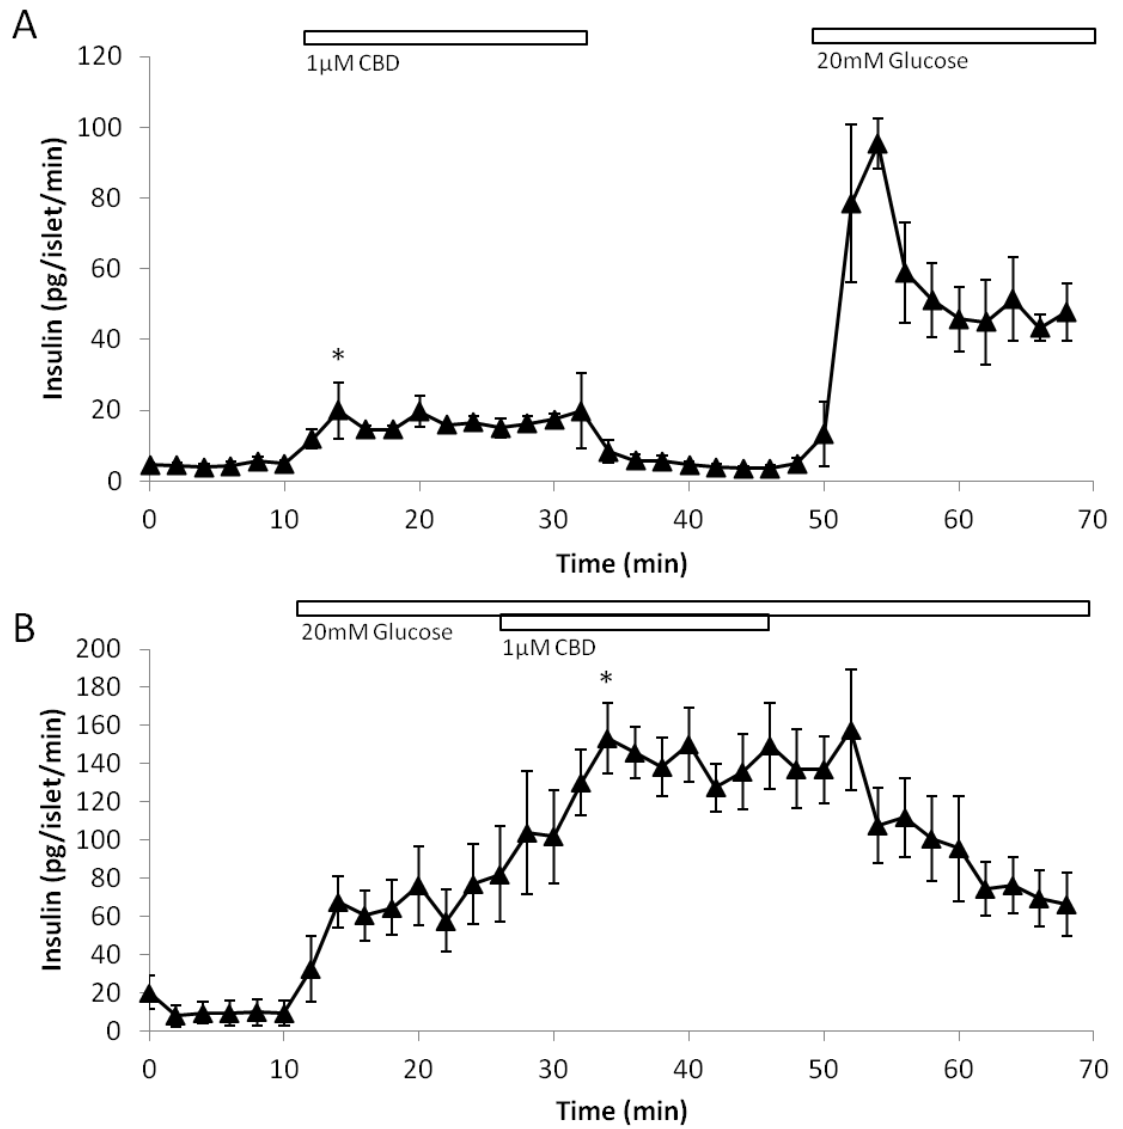 A
1µM CBD
20mM Glucose
120
100
80
60
40
20
0
Insulin (pg/islet/min)
*
0 10 20 30 40 50 60 70
Time (min)
B
20mM Glucose
1µM CBD
200
180
160
140
120
100
80
60
40
20
0
Insulin (pg/islet/min)
*
0 10 20 30 40 50 60 70
Time (min)